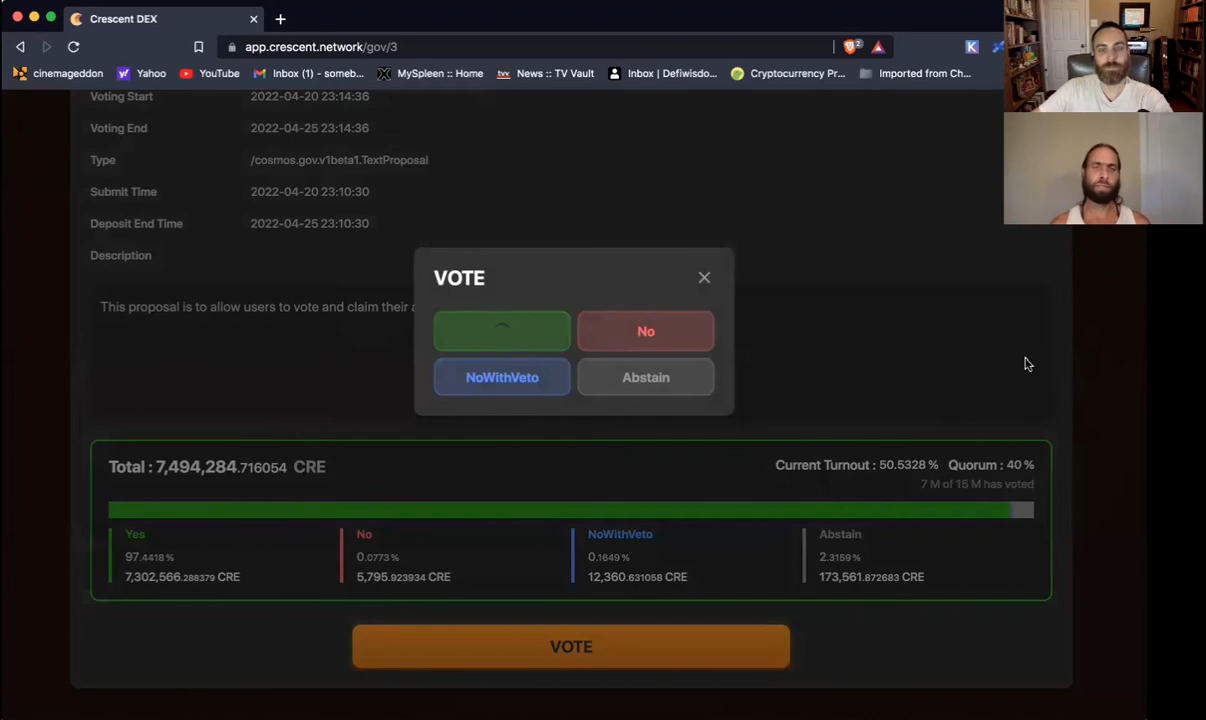 Crescent DEX
app.crescent.network/gov/3
2
K
cinemageddon
Yahoo
YouTube
Inbox (1) - someb...
MySpleen :: Home
tvv
News :: TV Vault
Inbox | Defiwisdo...
Cryptocurrency Pr...
Imported from Ch...
Voting Start 2022-04-20 23:14:36
Voting End 2022-04-25 23:14:36
Type /cosmos.gov.v1beta1.TextProposal
Submit Time 2022-04-20 23:10:30
Deposit End Time 2022-04-25 23:10:30
Description
This proposal is to allow users to vote and claim their a
VOTE
No
NoWithVeto
Abstain
Total : 7,494,284.716054 CRE
Current Turnout : 50.5328 % Quorum : 40 %
7 M of 15 M has voted
Yes
97.4418 %
7,302,566.288379 CRE
No
0.0773 %
5,795.923934 CRE
NoWithVeto
0.1649 %
12,360.631058 CRE
Abstain
2.3159 %
173,561.872683 CRE
VOTE